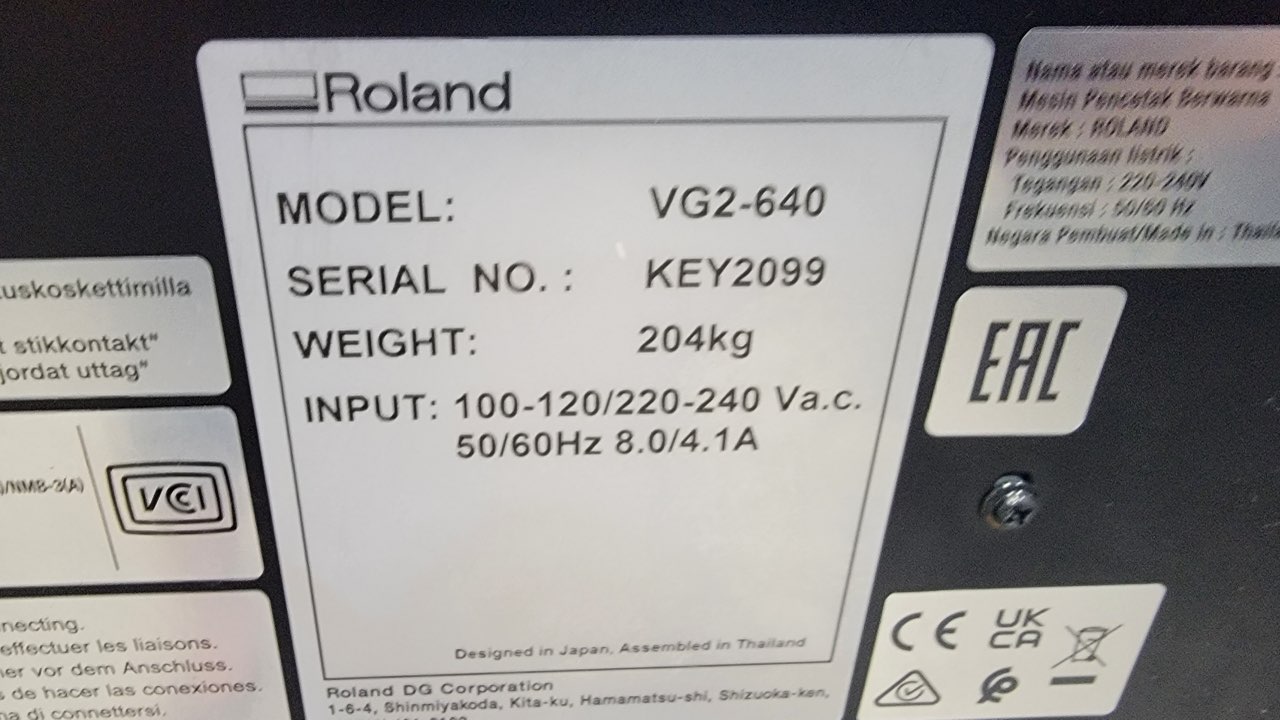 Roland
MODEL: VG2-640
SERIAL NO. : KEY2099
WEIGHT: 204kg
INPUT: 100-120/220-240 Va.c.
50/60Hz 8.0/4.1A
Designed in Japan, Assembled in Thailand
Roland DG Corporation
1-6-4, Shinmiyakoda, Kita-ku, Hamamatsu-shi, Shizuoka-ken,
Nama atau merek barang
Mesin Pencetak Berwarna
Merek : ROLAND
Penggunaan listrik :
Tegangan : 220-240V
Frekuensi : 50/60 Hz
Negara Pembuat/Made in :
EAC
CE
UK
CA
uskoskettimilla
t stikkontakt"
jordat uttag"
/NMB-3(A)
VCCI
necting.
effectuer les liaisons.
er vor dem Anschluss.
de hacer las conexiones.
a di connettersi.